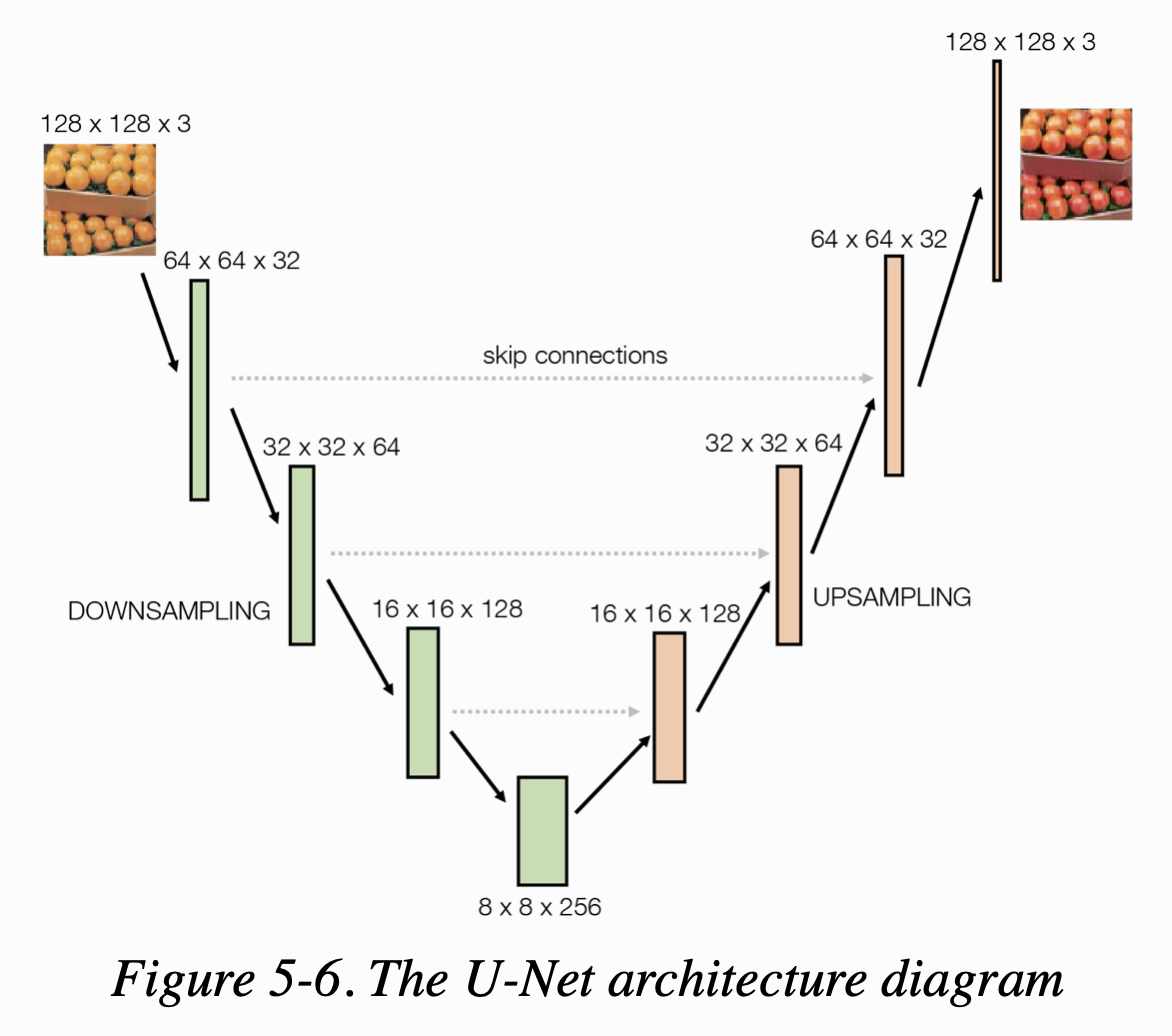 128 x 128 x 3
128 x 128 x 3
64 x 64 x 32
64 x 64 x 32
skip connections
32 x 32 x 64
32 x 32 x 64
DOWNSAMPLING
UPSAMPLING
16 x 16 x 128
16 x 16 x 128
8 x 8 x 256
Figure 5-6. The U-Net architecture diagram